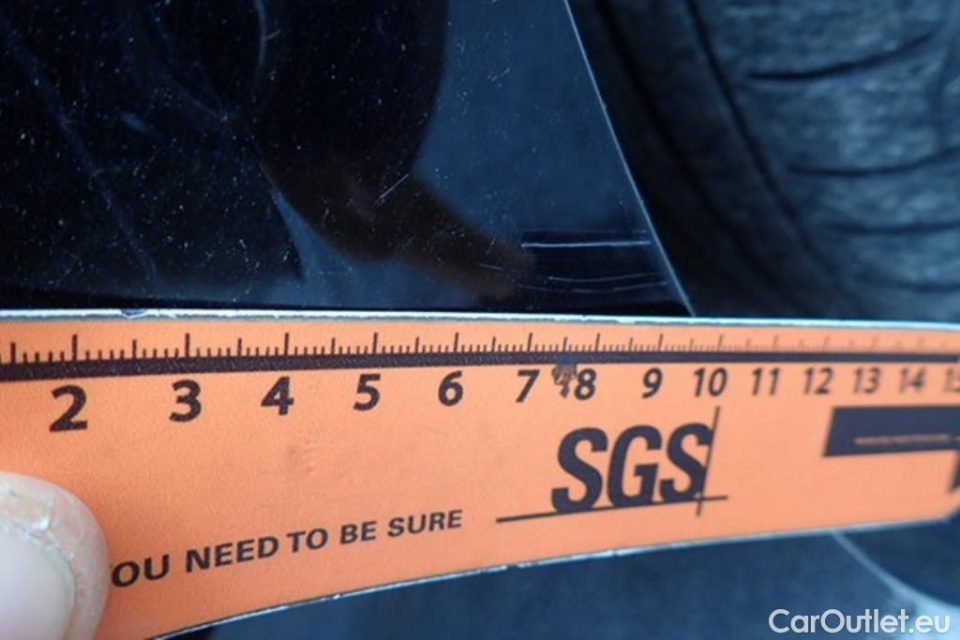 2 3 4 5 6 7 8 9 10 11 12 13 14
SGS
OU NEED TO BE SURE
CarOutlet.eu